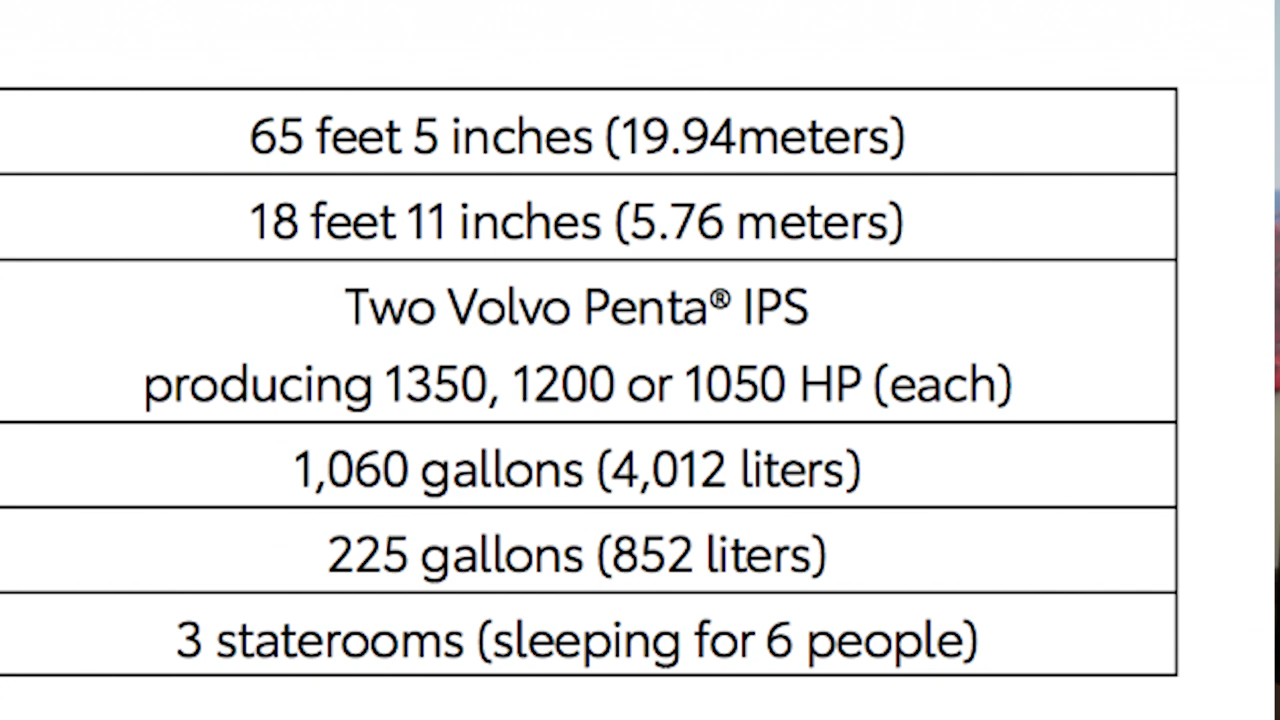 65 feet 5 inches (19.94meters)
18 feet 11 inches (5.76 meters)
Two Volvo Penta® IPS
producing 1350, 1200 or 1050 HP (each)
1,060 gallons (4,012 liters)
225 gallons (852 liters)
3 staterooms (sleeping for 6 people)